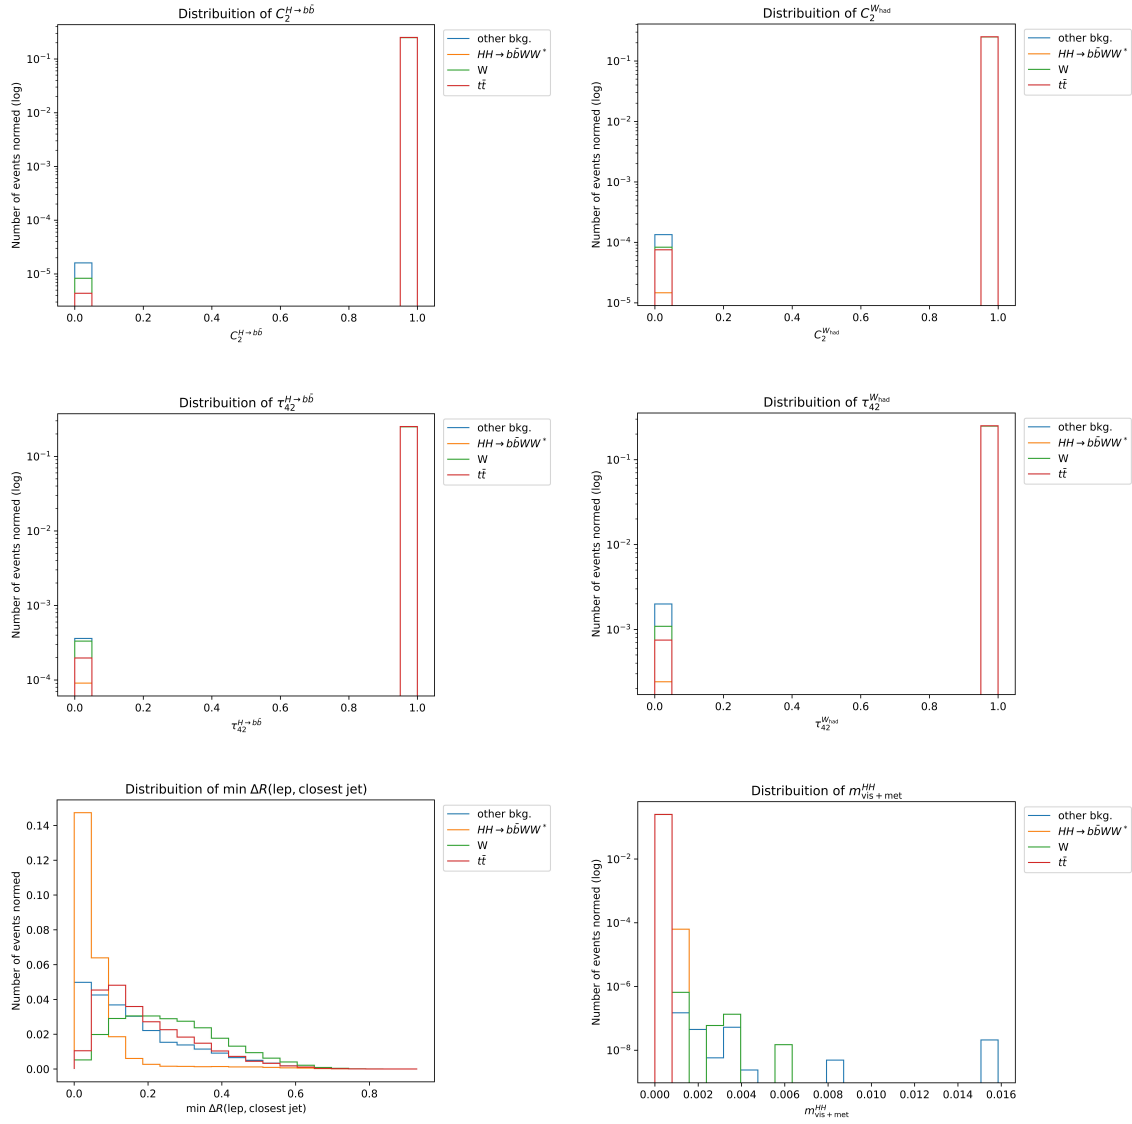 Distribuition of $C_2^{H\to b\bar{b}}$
Number of events normed (log)
10⁻¹
10⁻²
10⁻³
10⁻⁴
10⁻⁵
0.0 0.2 0.4 0.6 0.8 1.0
$C_2^{H\to b\bar{b}}$
other bkg.
$HH\to b\bar{b}WW^*$
W
$t\bar{t}$
Distribuition of $C_2^{W_{\mathrm{had}}}$
Number of events normed (log)
10⁻¹
10⁻²
10⁻³
10⁻⁴
10⁻⁵
0.0 0.2 0.4 0.6 0.8 1.0
$C_2^{W_{\mathrm{had}}}$
other bkg.
$HH\to b\bar{b}WW^*$
W
$t\bar{t}$
Distribuition of $\tau_{42}^{H\to b\bar{b}}$
Number of events normed (log)
10⁻¹
10⁻²
10⁻³
10⁻⁴
0.0 0.2 0.4 0.6 0.8 1.0
$\tau_{42}^{H\to b\bar{b}}$
other bkg.
$HH\to b\bar{b}WW^*$
W
$t\bar{t}$
Distribuition of $\tau_{42}^{W_{\mathrm{had}}}$
Number of events normed (log)
10⁻¹
10⁻²
10⁻³
0.0 0.2 0.4 0.6 0.8 1.0
$\tau_{42}^{W_{\mathrm{had}}}$
other bkg.
$HH\to b\bar{b}WW^*$
W
$t\bar{t}$
Distribuition of min ΔR(lep, closest jet)
Number of events normed
0.14
0.12
0.10
0.08
0.06
0.04
0.02
0.00
0.0 0.2 0.4 0.6 0.8
min ΔR(lep, closest jet)
other bkg.
$HH\to b\bar{b}WW^*$
W
$t\bar{t}$
Distribuition of $m_{\mathrm{vis+met}}^{HH}$
Number of events normed (log)
10⁻²
10⁻⁴
10⁻⁶
10⁻⁸
0.000 0.002 0.004 0.006 0.008 0.010 0.012 0.014 0.016
$m_{\mathrm{vis+met}}^{HH}$
other bkg.
$HH\to b\bar{b}WW^*$
W
$t\bar{t}$